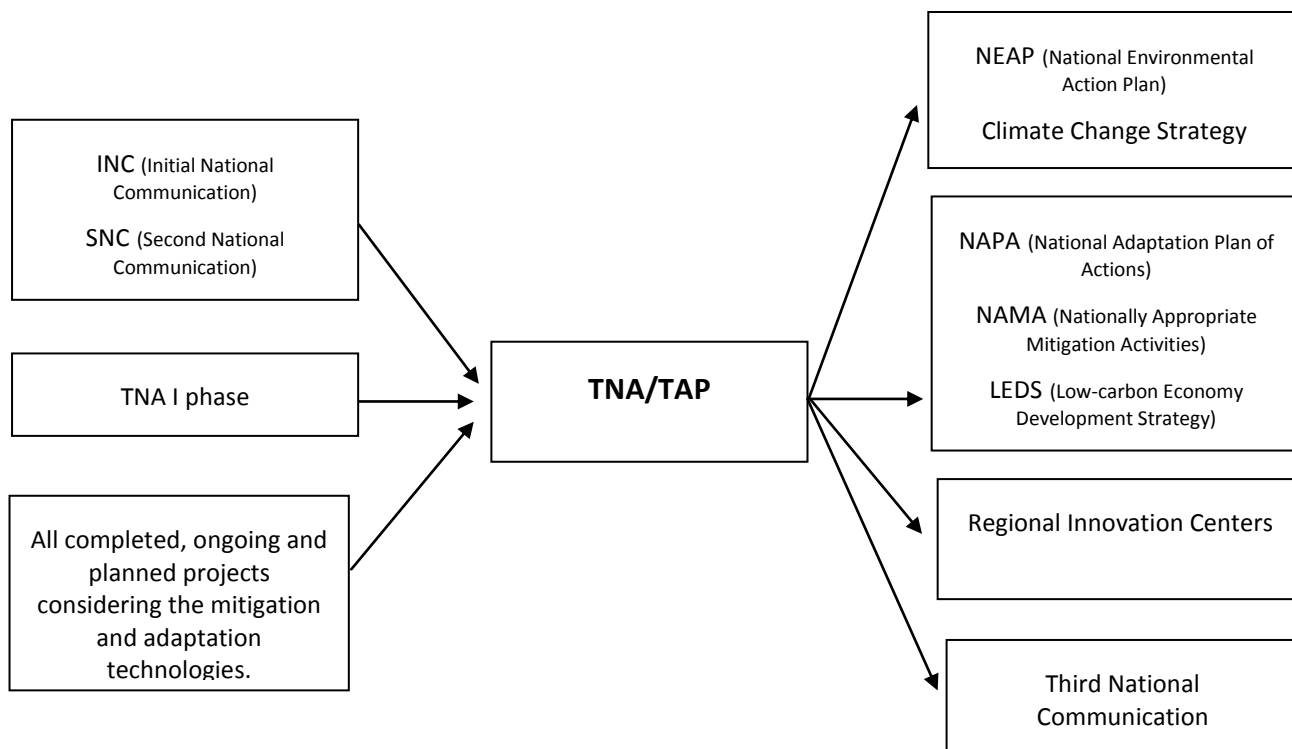 INC (Initial National
Communication)
SNC (Second National
Communication)
TNA I phase
All completed, ongoing and
planned projects
considering the mitigation
and adaptation
technologies.
TNA/TAP
NEAP (National Environmental
Action Plan)
Climate Change Strategy
NAPA (National Adaptation Plan of
Actions)
NAMA (Nationally Appropriate
Mitigation Activities)
LEDS (Low-carbon Economy
Development Strategy)
Regional Innovation Centers
Third National
Communication